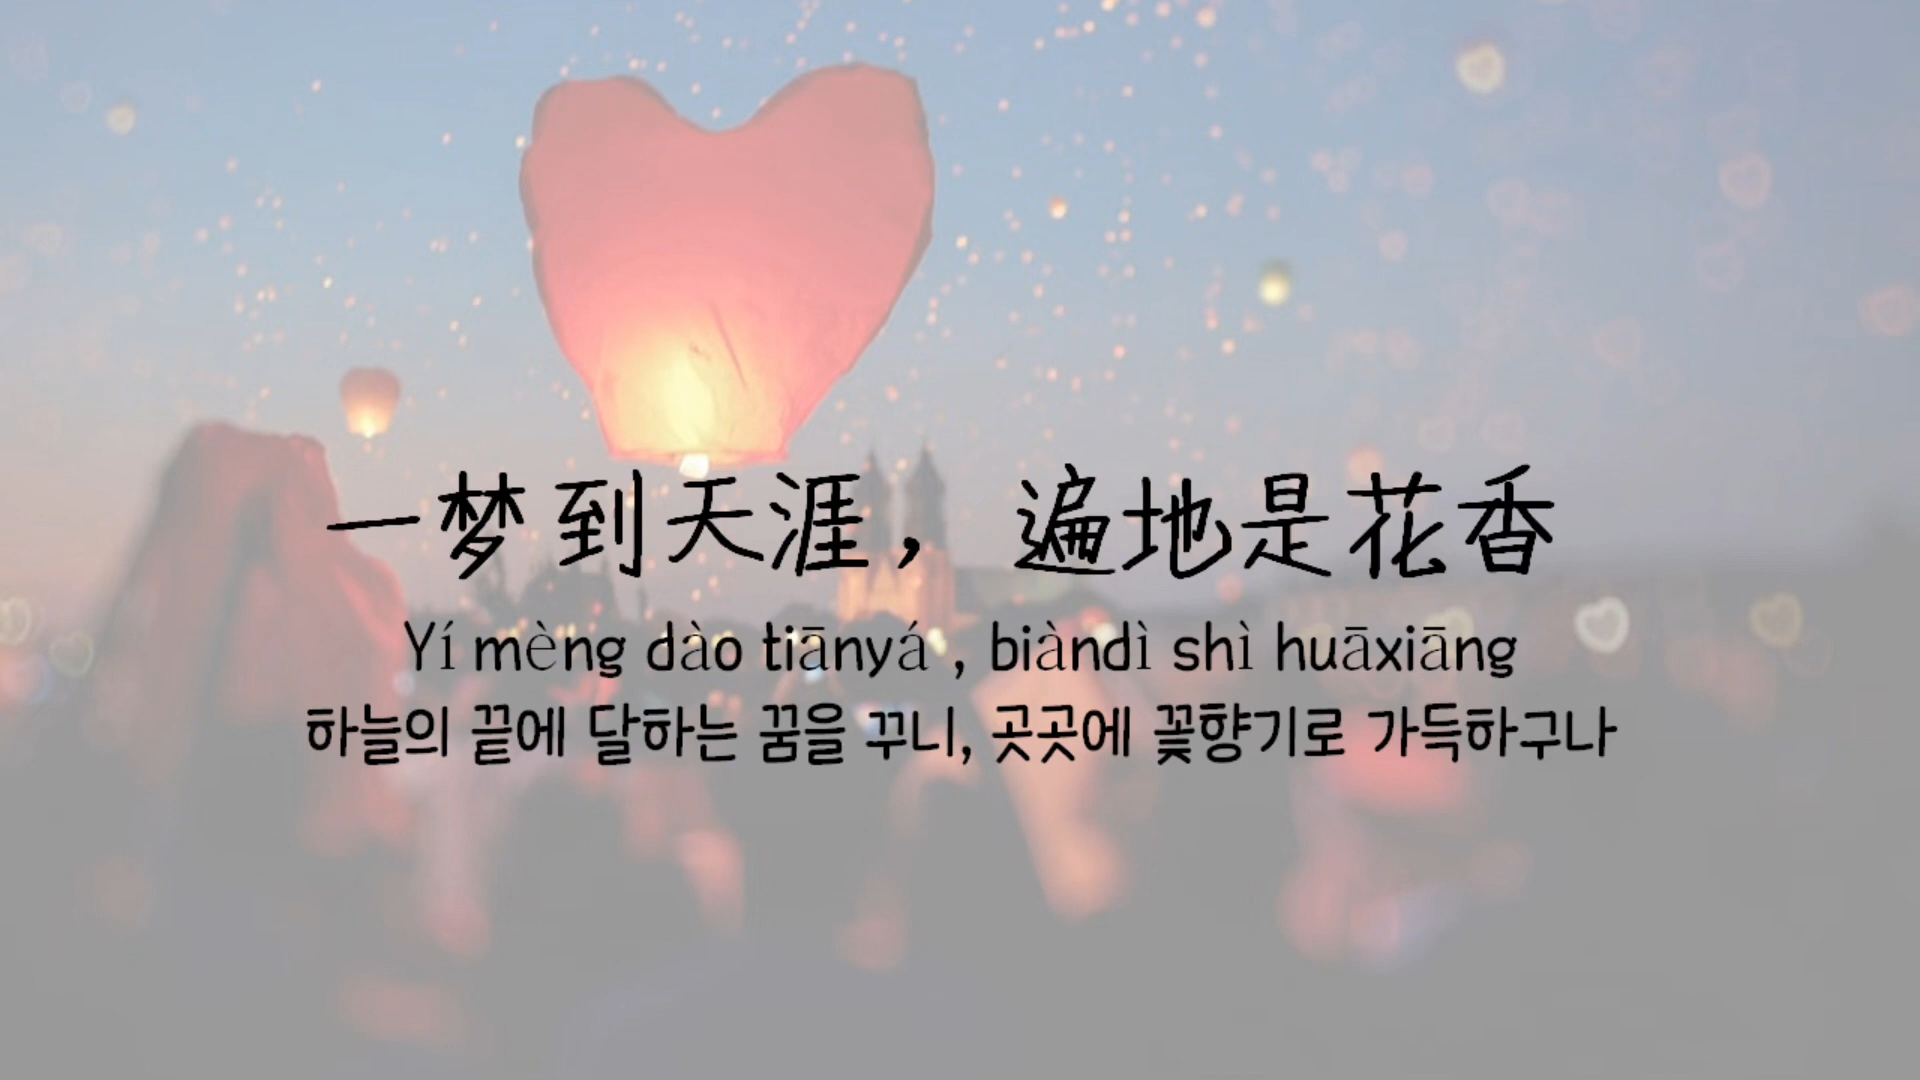 一梦到天涯，遍地是花香
Yí mèng dào tiānyá , biàndì shì huāxiāng
하늘의 끝에 달하는 꿈을 꾸니, 곳곳에 꽃향기로 가득하구나